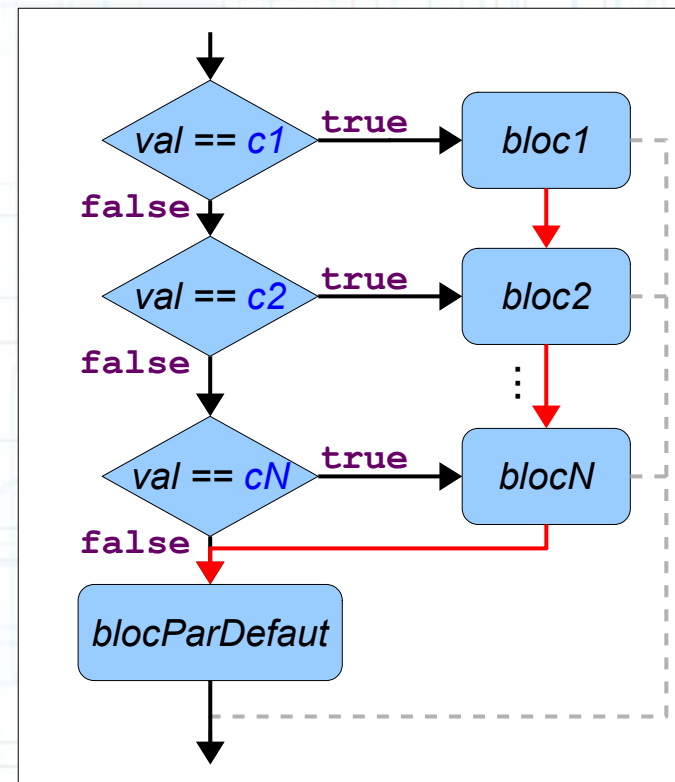 val == c1
true
bloc1
false
val == c2
true
bloc2
false
⋮
val == cN
true
blocN
false
blocParDefaut